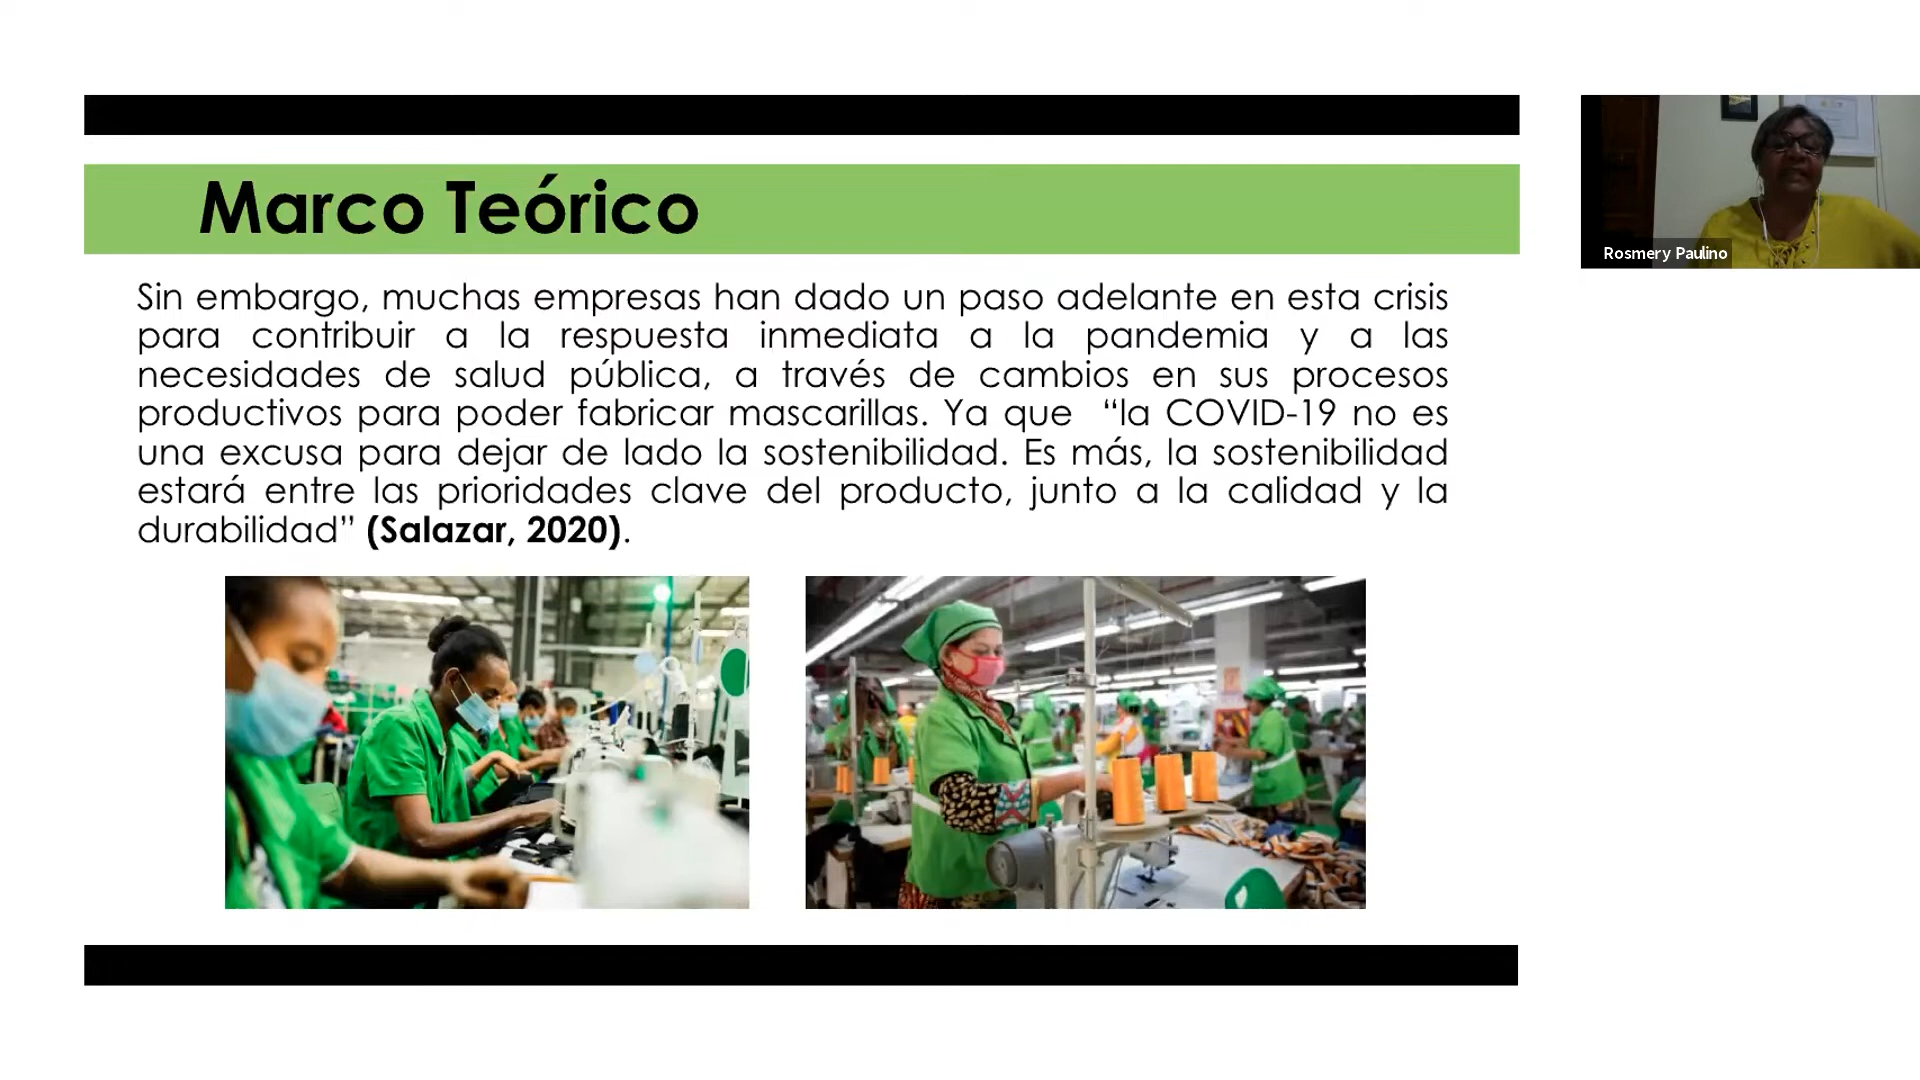 Marco Teórico
Sin embargo, muchas empresas han dado un paso adelante en esta crisis
para contribuir a la respuesta inmediata a la pandemia y a las
necesidades de salud pública, a través de cambios en sus procesos
productivos para poder fabricar mascarillas. Ya que “la COVID-19 no es
una excusa para dejar de lado la sostenibilidad. Es más, la sostenibilidad
estará entre las prioridades clave del producto, junto a la calidad y la
durabilidad” (Salazar, 2020).
Rosmery Paulino